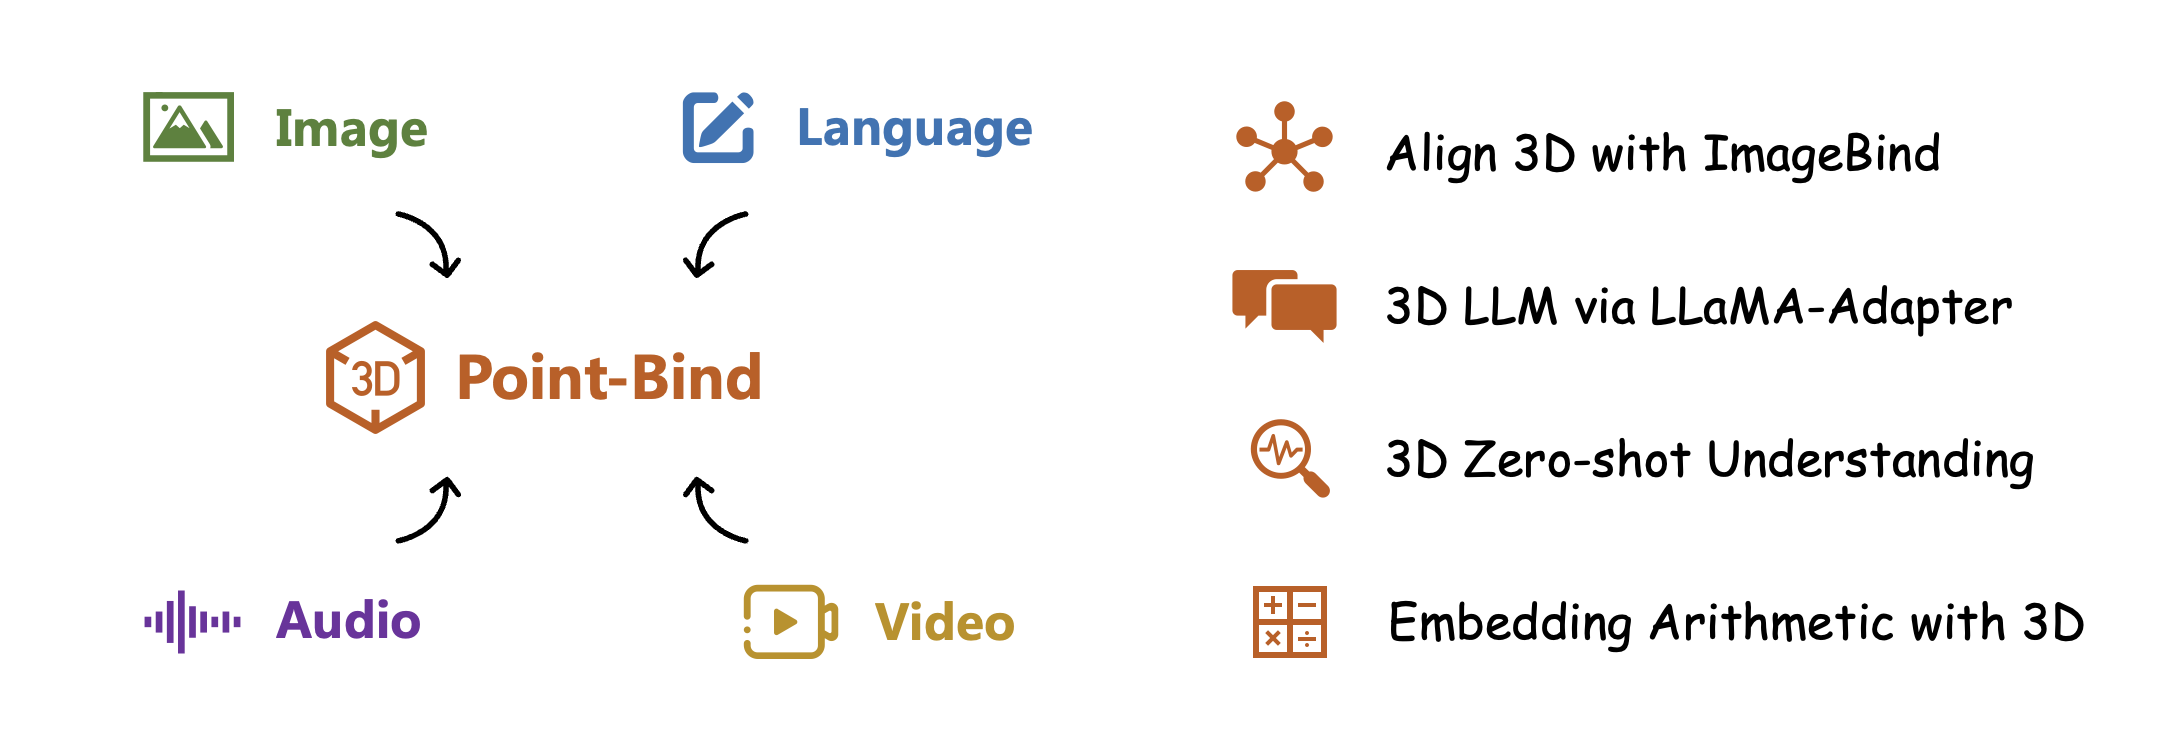 Image
Language
3D
Point-Bind
Audio
Video
Align 3D with ImageBind
3D LLM via LLaMA-Adapter
3D Zero-shot Understanding
Embedding Arithmetic with 3D